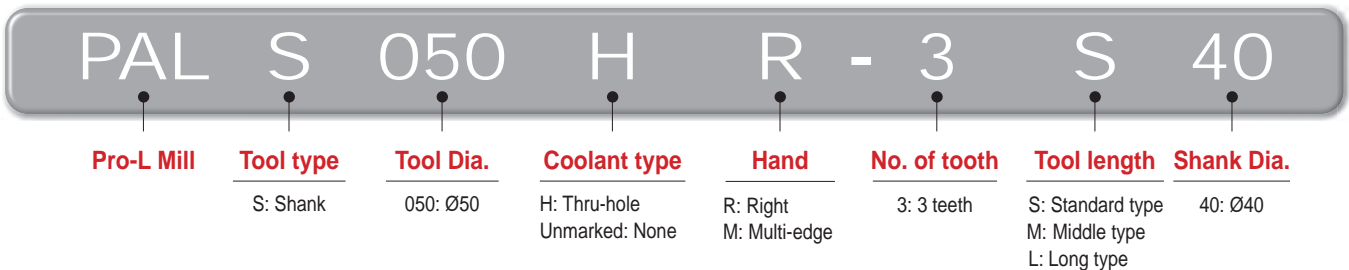 PAL S 050 H R - 3 S 40
Pro-L Mill Tool type Tool Dia. Coolant type Hand No. of tooth Tool length Shank Dia.
S: Shank 050: Ø50 H: Thru-hole R: Right 3: 3 teeth S: Standard type 40: Ø40
Unmarked: None M: Multi-edge M: Middle type
L: Long type